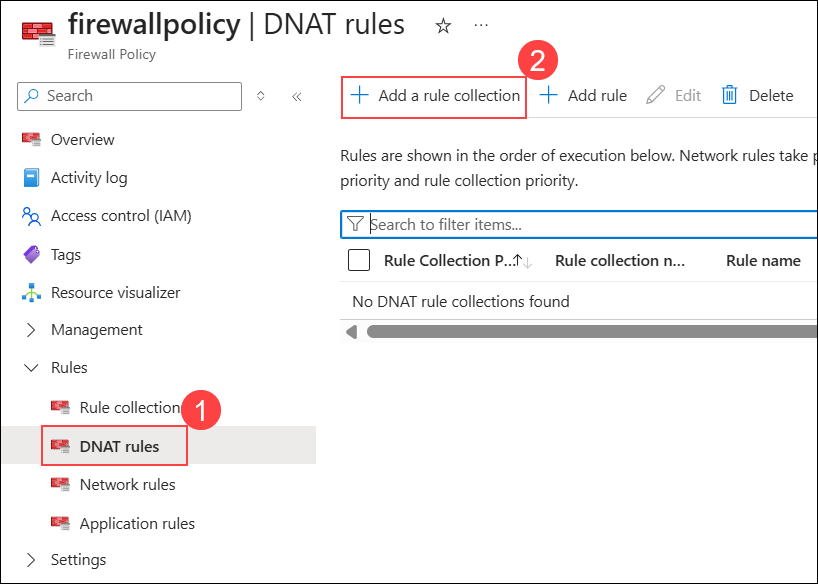 firewallpolicy | DNAT rules
Firewall Policy
Search
Overview
Activity log
Access control (IAM)
Tags
Resource visualizer
Management
Rules
Rule collection
1
DNAT rules
Network rules
Application rules
Settings
2
Add a rule collection Add rule Edit Delete
Rules are shown in the order of execution below. Network rules take
priority and rule collection priority.
Search to filter items...
Rule Collection P... Rule collection n... Rule name
No DNAT rule collections found